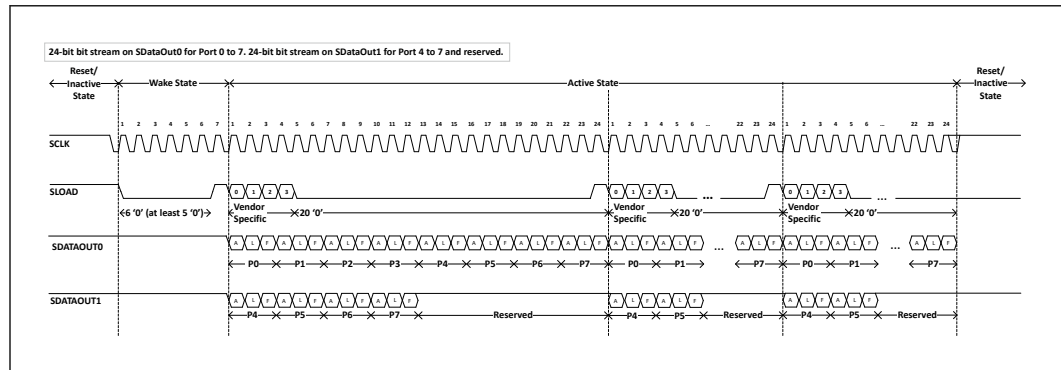 24-bit bit stream on SDataOut0 for Port 0 to 7. 24-bit bit stream on SDataOut1 for Port 4 to 7 and reserved.
Reset/ Inactive State
Wake State
Active State
Reset/ Inactive State
1 2 3 4 5 6 7 1 2 3 4 5 6 7 8 9 10 11 12 13 14 15 16 17 18 19 20 21 22 23 24 1 2 3 4 5 6 ... 22 23 24 1 2 3 4 5 6 ... 22 23 24
SCLK
SLOAD
0 1 2 3 0 1 2 3 ... 0 1 2 3 ...
6 '0' (at least 5 '0') Vendor Specific 20 '0' Vendor Specific 20 '0' Vendor Specific 20 '0'
SDATAOUT0
A L F A L F A L F A L F A L F A L F A L F A L F A L F A L F ... A L F A L F A L F ... A L F
P0 P1 P2 P3 P4 P5 P6 P7 P0 P1 P7 P0 P1 P7
SDATAOUT1
A L F A L F A L F A L F A L F A L F A L F A L F
P4 P5 P6 P7 Reserved P4 P5 Reserved P4 P5 Reserved